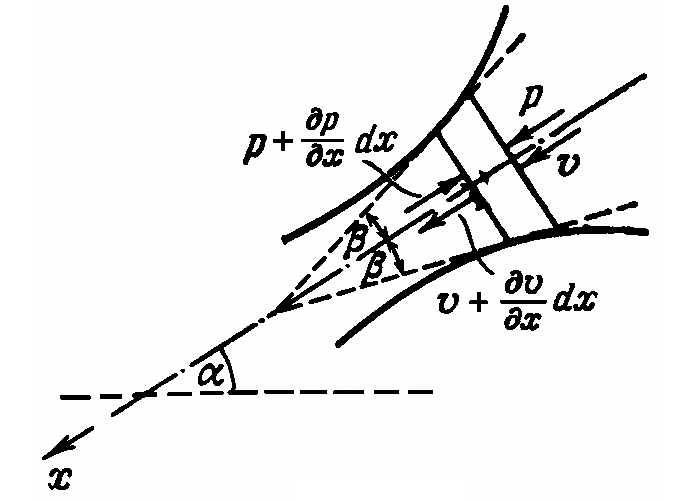 p
p + ∂p/∂x dx
v
β
β
v + ∂v/∂x dx
α
x